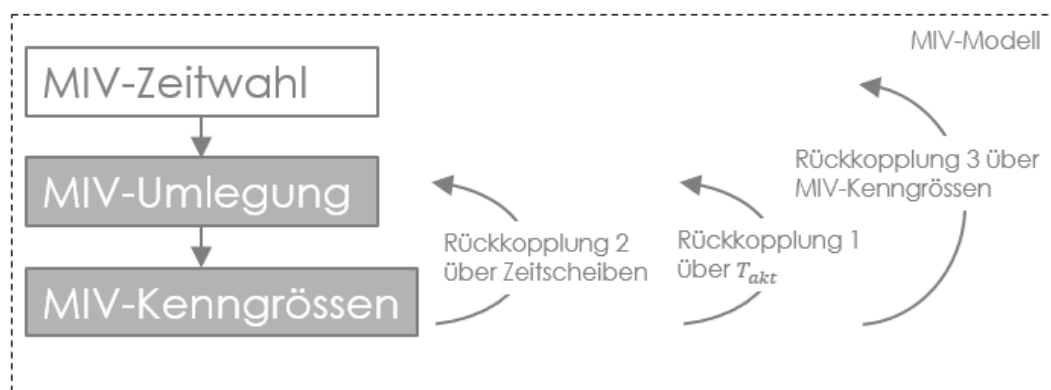 MIV-Modell
MIV-Zeitwahl
MIV-Umlegung
MIV-Kenngrössen
Rückkopplung 2
über Zeitscheiben
Rückkopplung 1
über T_akt
Rückkopplung 3 über
MIV-Kenngrössen